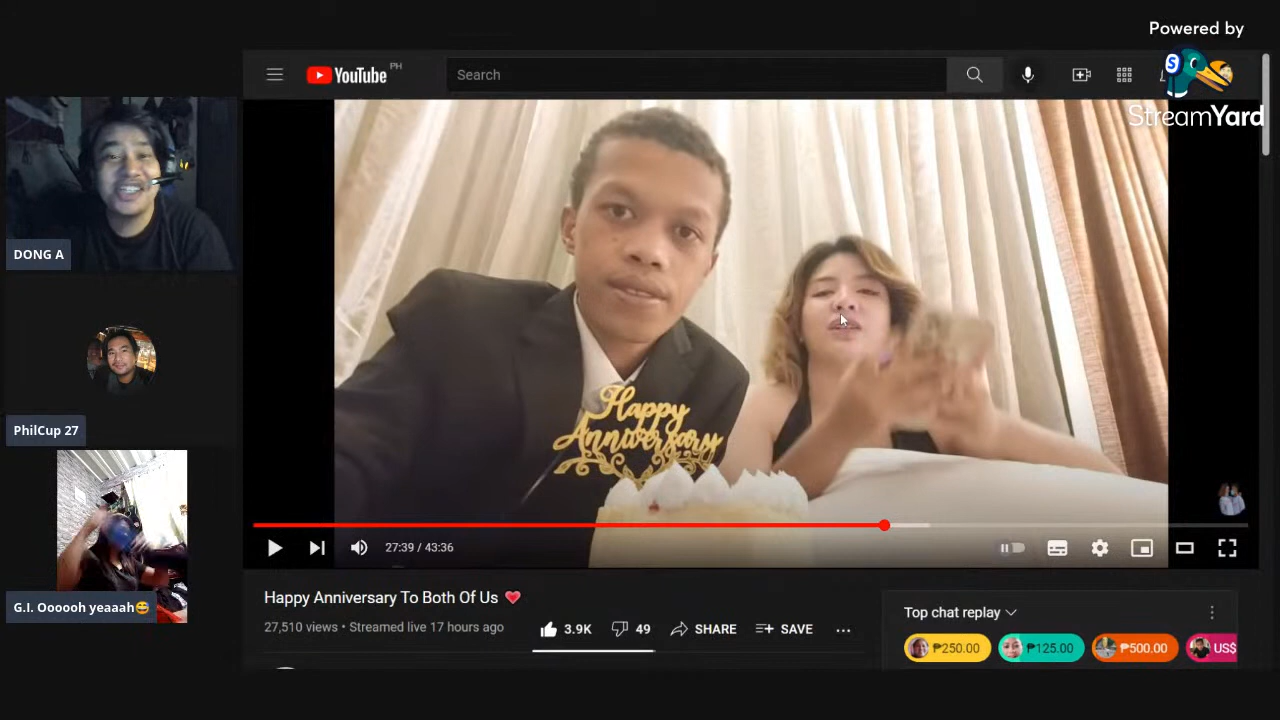 Powered by
StreamYard
YouTube PH
Search
DONG A
PhilCup 27
G.I. Oooooh yeaaah😅
Happy
Anniversary
27:39 / 43:36
Happy Anniversary To Both Of Us ❤️
27,510 views • Streamed live 17 hours ago
3.9K
49
SHARE
SAVE
Top chat replay
₱250.00
₱125.00
₱500.00
US$